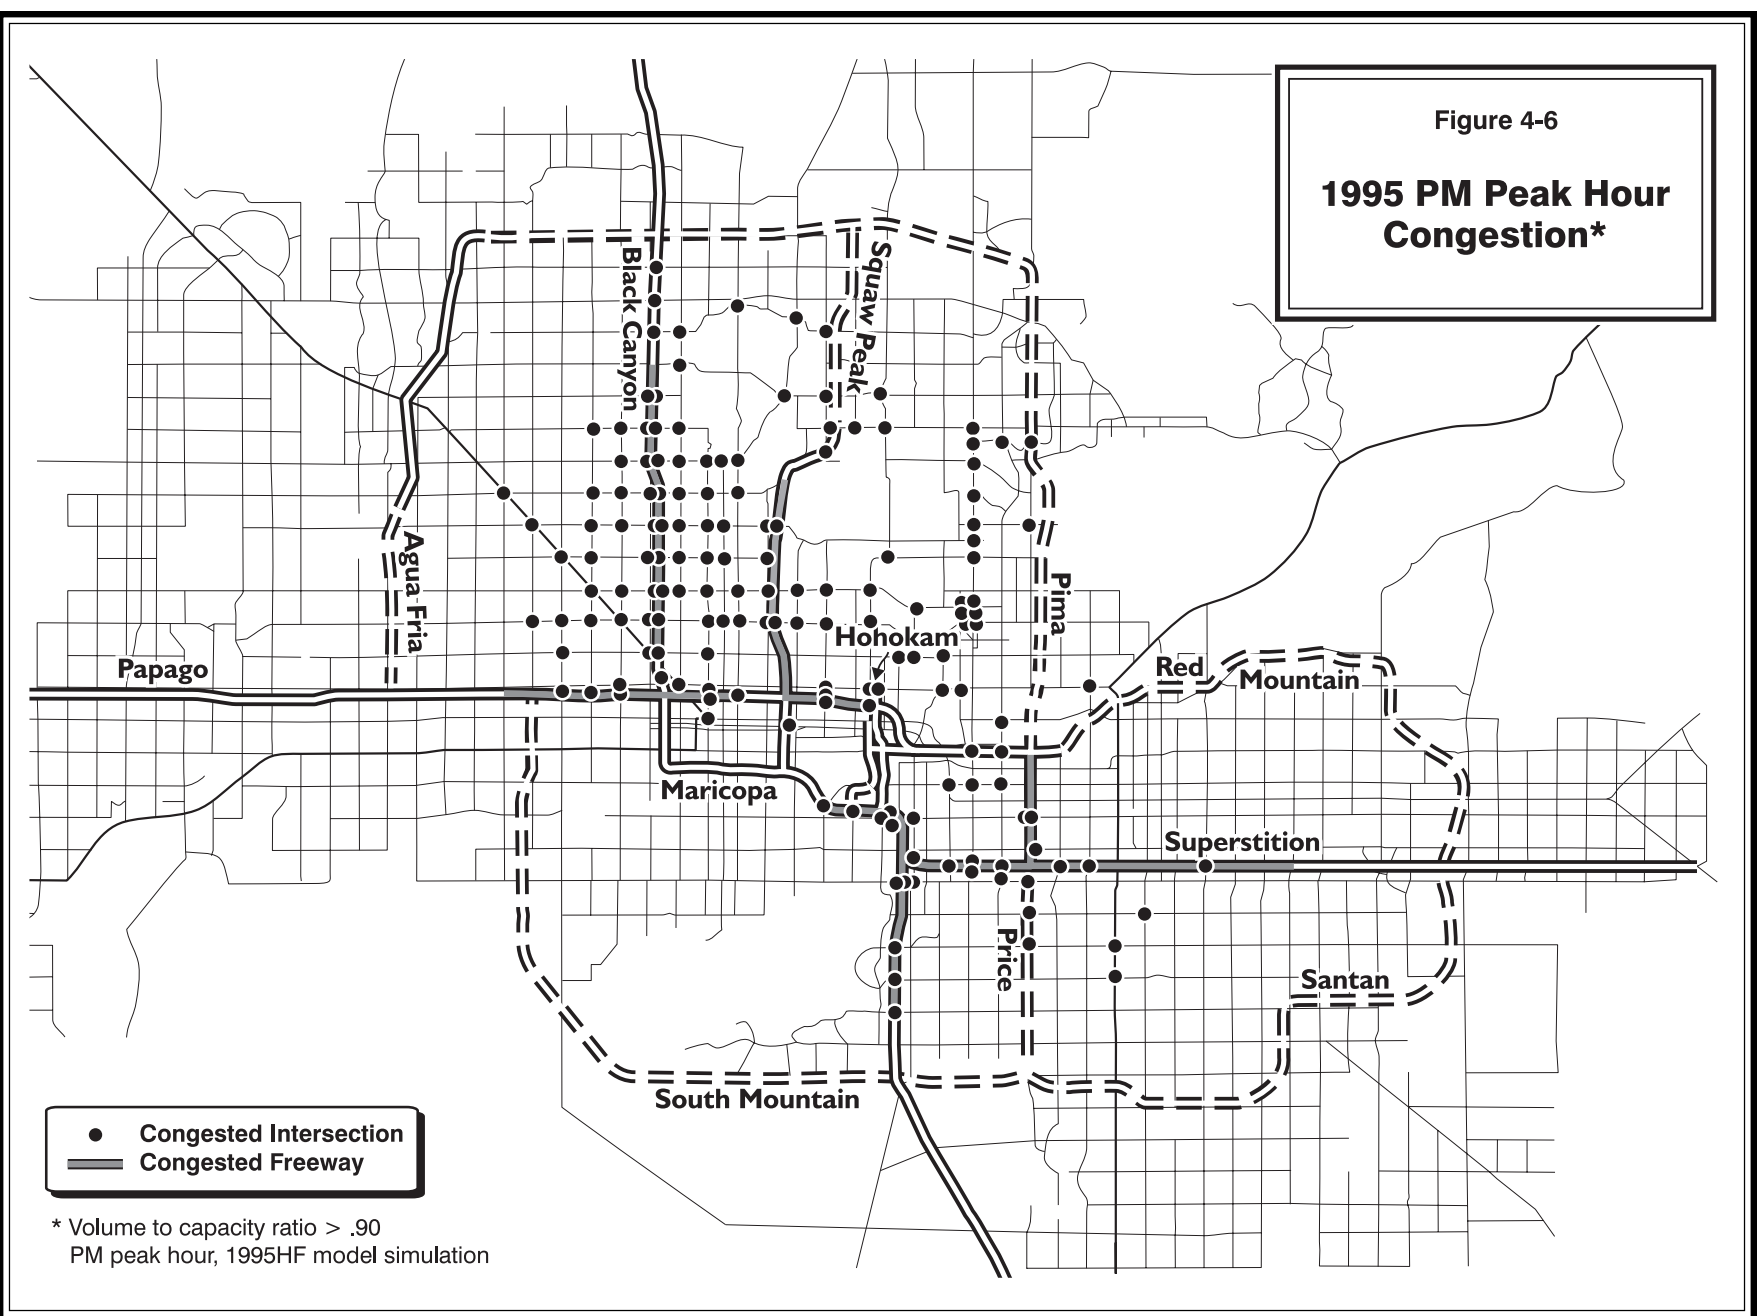 Figure 4-6
1995 PM Peak Hour
Congestion*
Black Canyon
Squaw Peak
Agua Fria
Pima
Hohokam
Papago
Red
Mountain
Maricopa
Superstition
Price
Santan
South Mountain
Congested Intersection
Congested Freeway
* Volume to capacity ratio > .90
PM peak hour, 1995HF model simulation